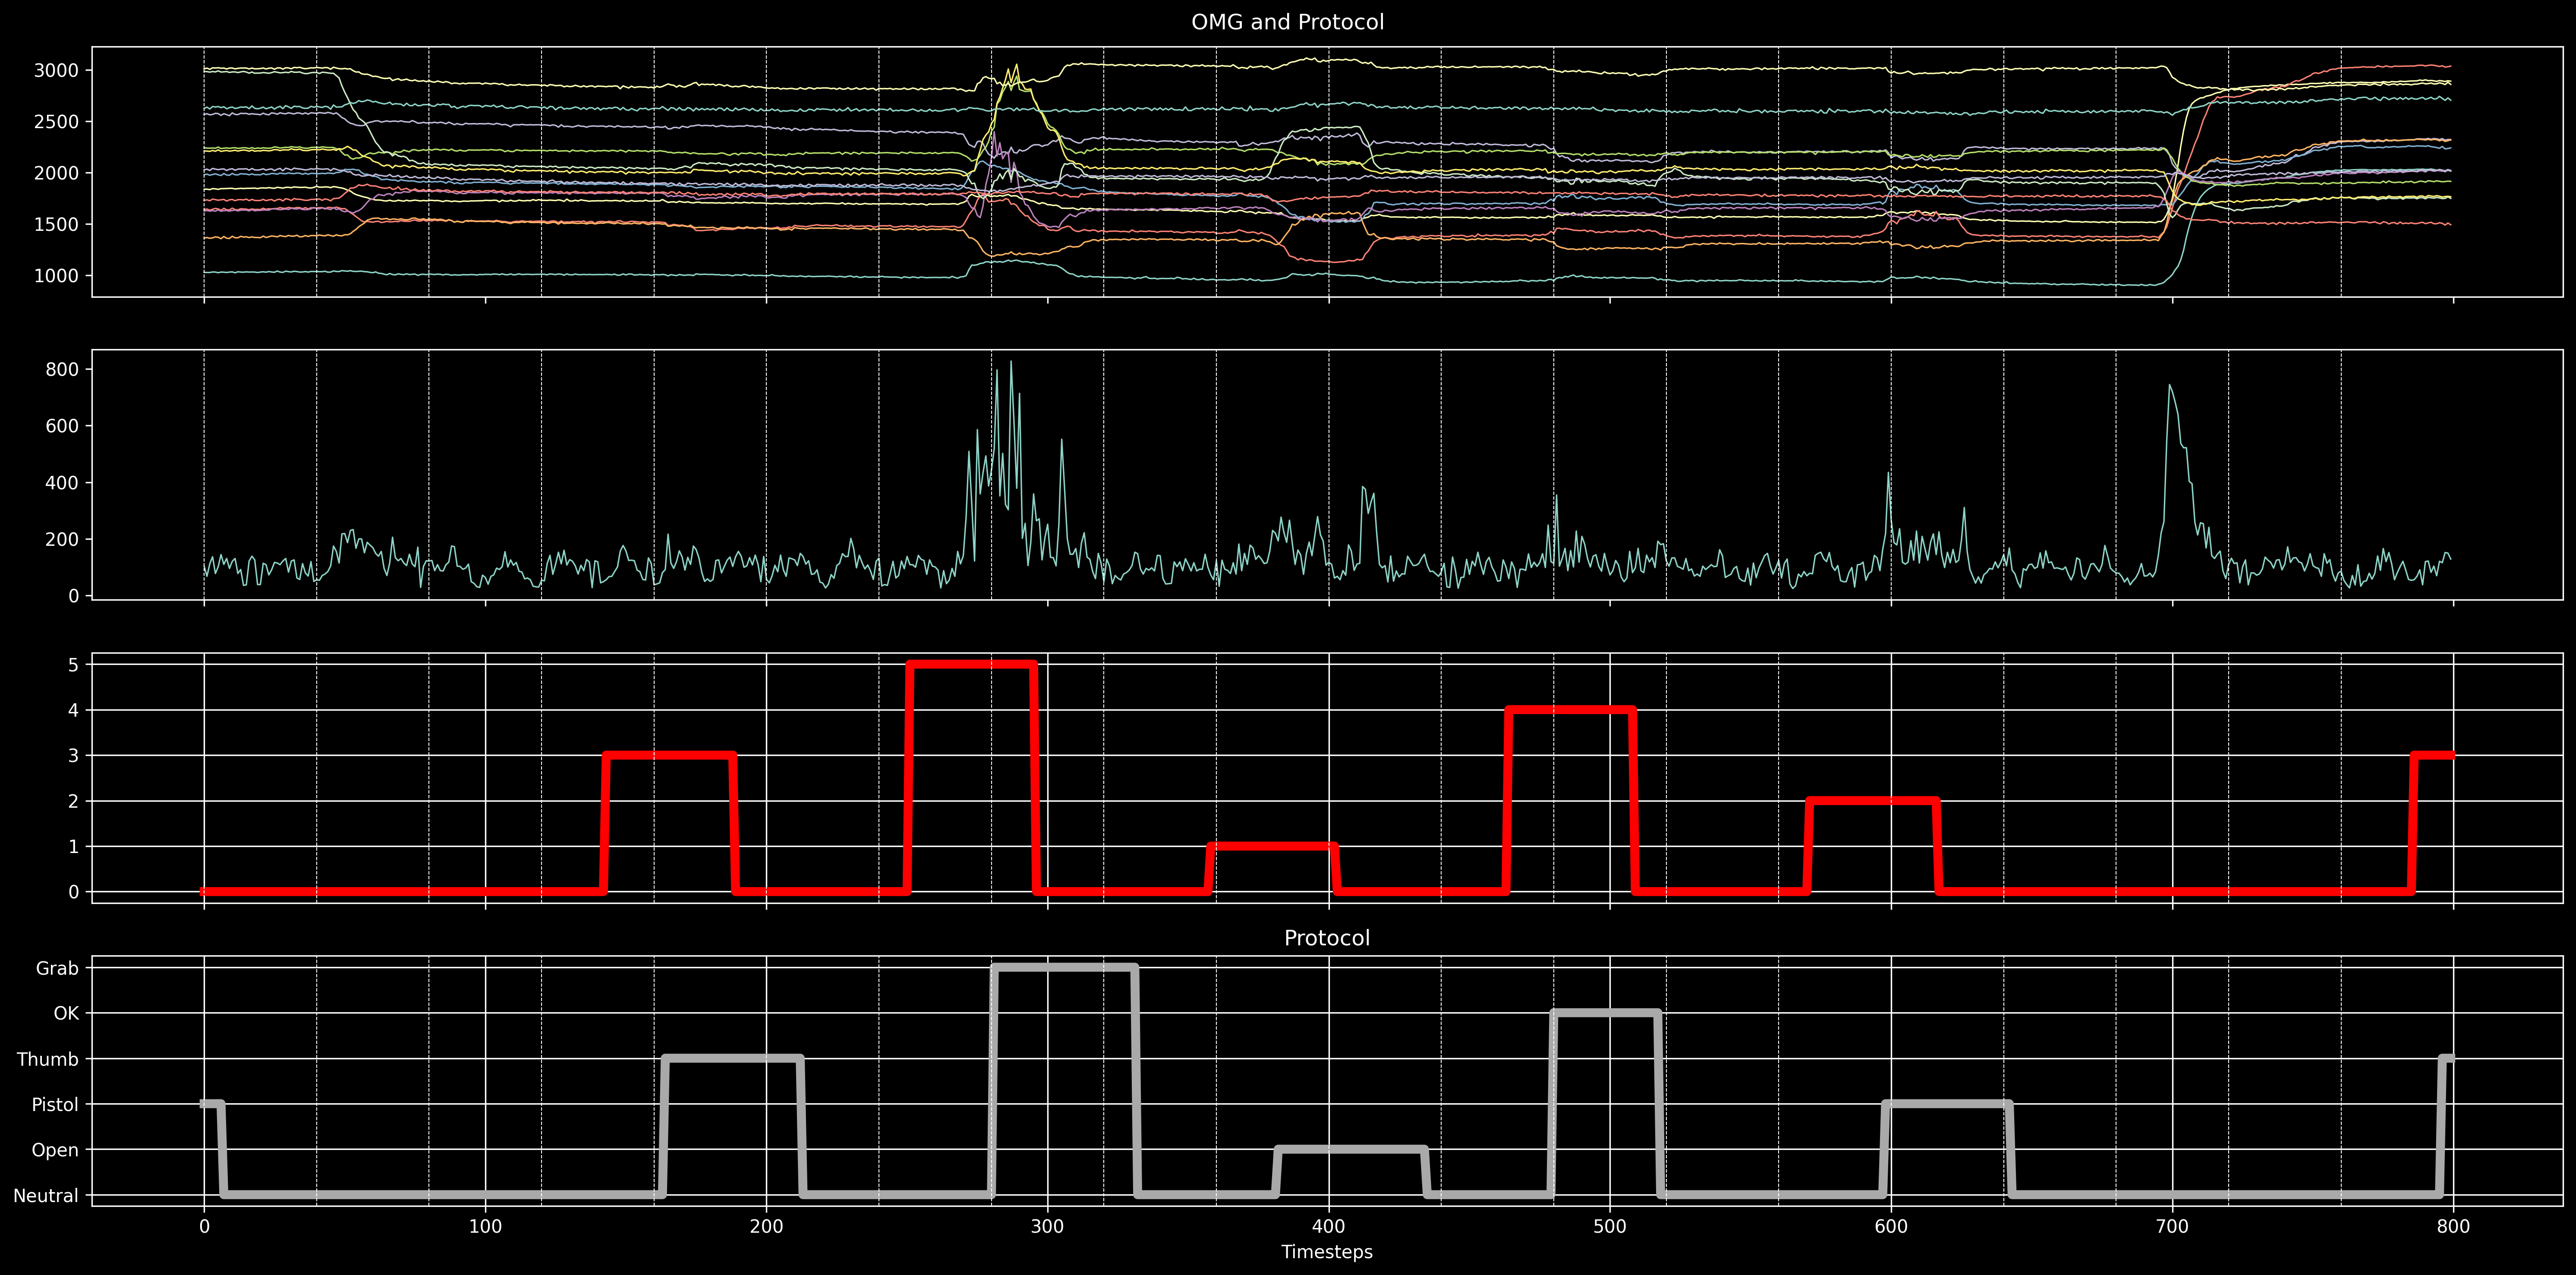 OMG and Protocol
3000
2500
2000
1500
1000
800
600
400
200
0
5
4
3
2
1
0
Protocol
Grab
OK
Thumb
Pistol
Open
Neutral
0 100 200 300 400 500 600 700 800
Timesteps